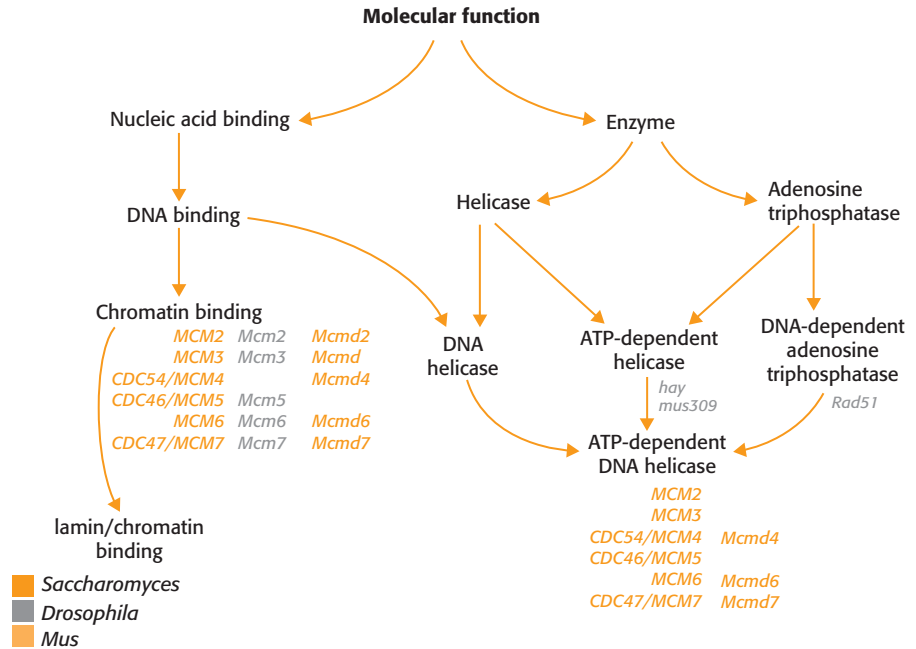 Molecular function
Nucleic acid binding
Enzyme
DNA binding
Helicase
Adenosine
triphosphatase
Chromatin binding
MCM2 Mcm2 Mcmd2
MCM3 Mcm3 Mcmd
CDC54/MCM4 Mcmd4
CDC46/MCM5 Mcm5
MCM6 Mcm6 Mcmd6
CDC47/MCM7 Mcm7 Mcmd7
DNA
helicase
ATP-dependent
helicase
hay
mus309
DNA-dependent
adenosine
triphosphatase
Rad51
ATP-dependent
DNA helicase
MCM2
MCM3
CDC54/MCM4 Mcmd4
CDC46/MCM5
MCM6 Mcmd6
CDC47/MCM7 Mcmd7
lamin/chromatin
binding
Saccharomyces
Drosophila
Mus